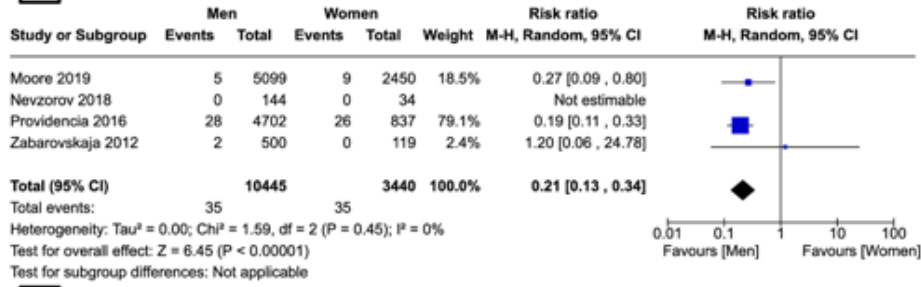 Men Women Risk ratio Risk ratio
Study or Subgroup Events Total Events Total Weight M-H, Random, 95% CI M-H, Random, 95% CI
Moore 2019 5 5099 9 2450 18.5% 0.27 [0.09 , 0.80]
Nevzorov 2018 0 144 0 34 Not estimable
Providencia 2016 28 4702 26 837 79.1% 0.19 [0.11 , 0.33]
Zabarovskaja 2012 2 500 0 119 2.4% 1.20 [0.06 , 24.78]
Total (95% CI) 10445 3440 100.0% 0.21 [0.13 , 0.34]
Total events: 35 35
Heterogeneity: Tau² = 0.00; Chi² = 1.59, df = 2 (P = 0.45); I² = 0%
Test for overall effect: Z = 6.45 (P < 0.00001)
Test for subgroup differences: Not applicable
0.01 0.1 1 10 100
Favours [Men] Favours [Women]